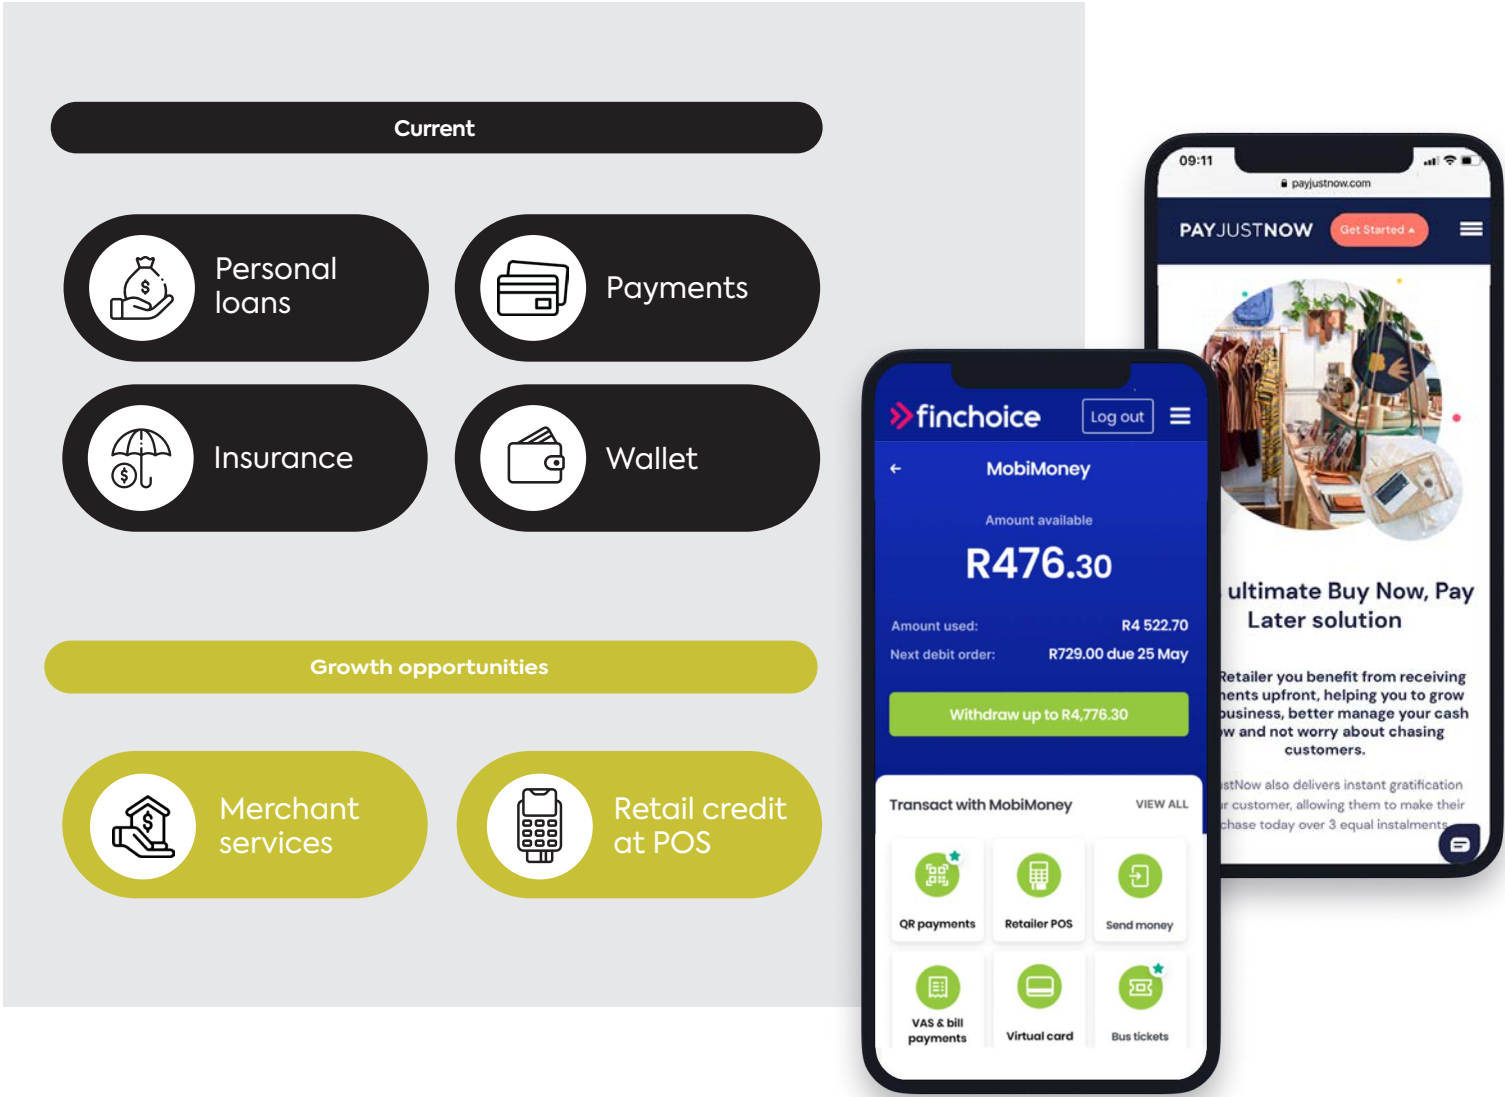 Current
Personal
loans
Payments
Insurance
Wallet
Growth opportunities
Merchant
services
Retail credit
at POS
finchoice
Log out
MobiMoney
Amount available
R476.30
Amount used:
R4 522.70
Next debit order:
R729.00 due 25 May
Withdraw up to R4,776.30
Transact with MobiMoney
VIEW ALL
QR payments
Retailer POS
Send money
VAS & bill
payments
Virtual card
Bus tickets
09:11
payjustnow.com
PAYJUSTNOW
Get Started
ultimate Buy Now, Pay
Later solution
Retailer you benefit from receiving
upfront, helping you to grow
business, better manage your cash
and not worry about chasing
customers.
also delivers instant gratification
customer, allowing them to make their
today over 3 equal instalments